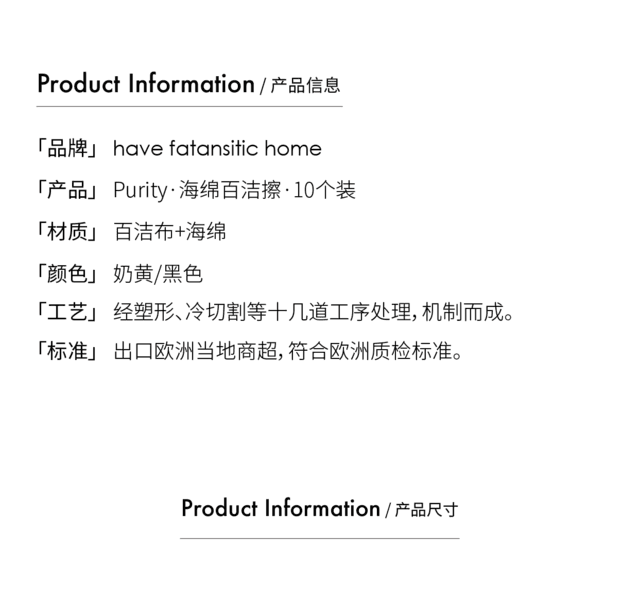 Product Information / 产品信息
「品牌」 have fatansitic home
「产品」 Purity·海绵百洁擦·10个装
「材质」 百洁布+海绵
「颜色」 奶黄/黑色
「工艺」 经塑形、冷切割等十几道工序处理，机制而成。
「标准」 出口欧洲当地商超，符合欧洲质检标准。
Product Information / 产品尺寸